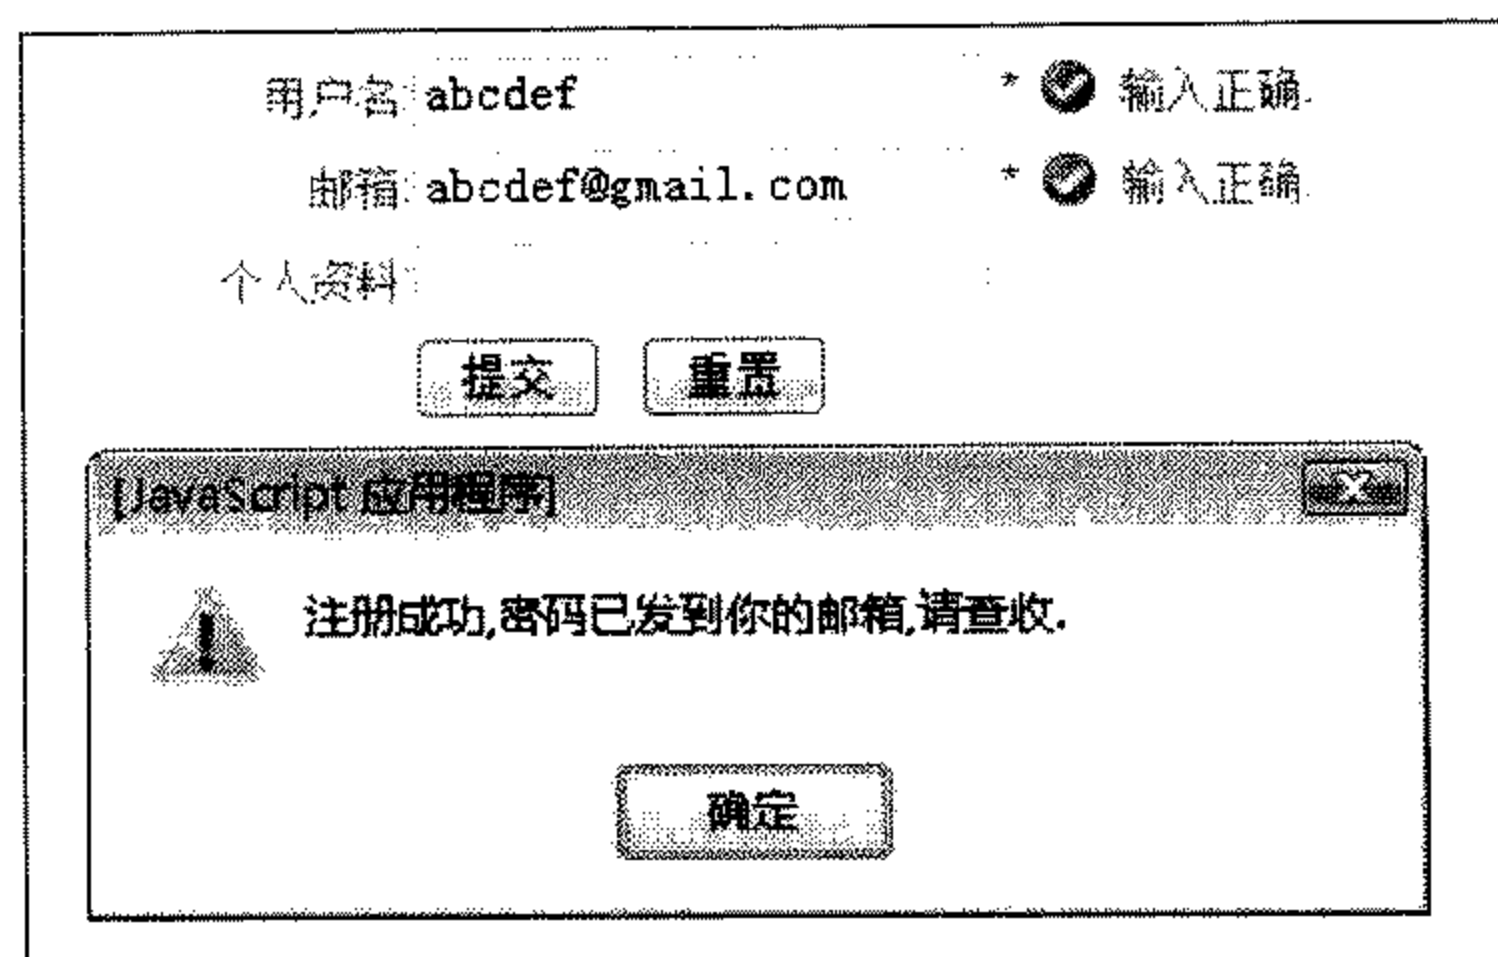 用户名: abcdef * 输入正确.
邮箱: abcdef@gmail.com * 输入正确.
个人资料:
提交 重置
[JavaScript 应用程序]
注册成功,密码已发到你的邮箱,请查收.
确定